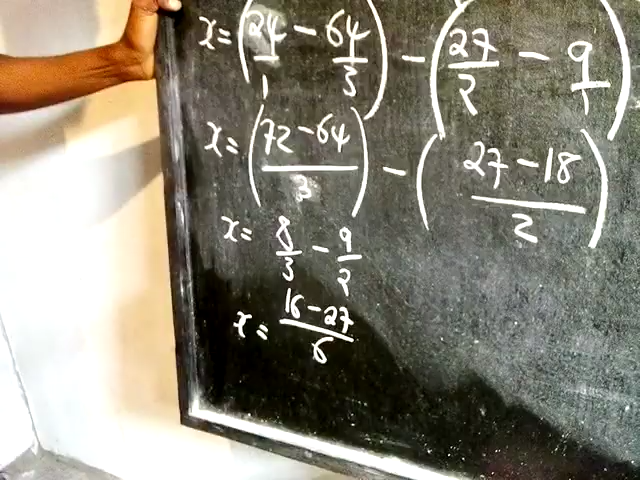 x = (24/1 - 64/3) - (27/2 - 9/1)
x = (72-64/3) - (27-18/2)
x = 8/3 - 9/2
x = 16-27/6